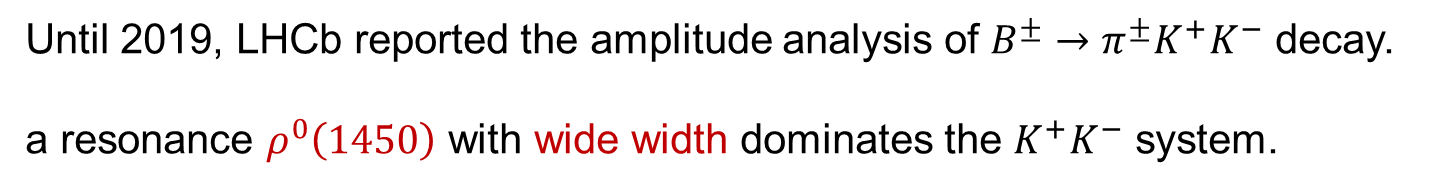 Until 2019, LHCb reported the amplitude analysis of B± → π±K⁺K⁻ decay.
a resonance ρ⁰(1450) with wide width dominates the K⁺K⁻ system.